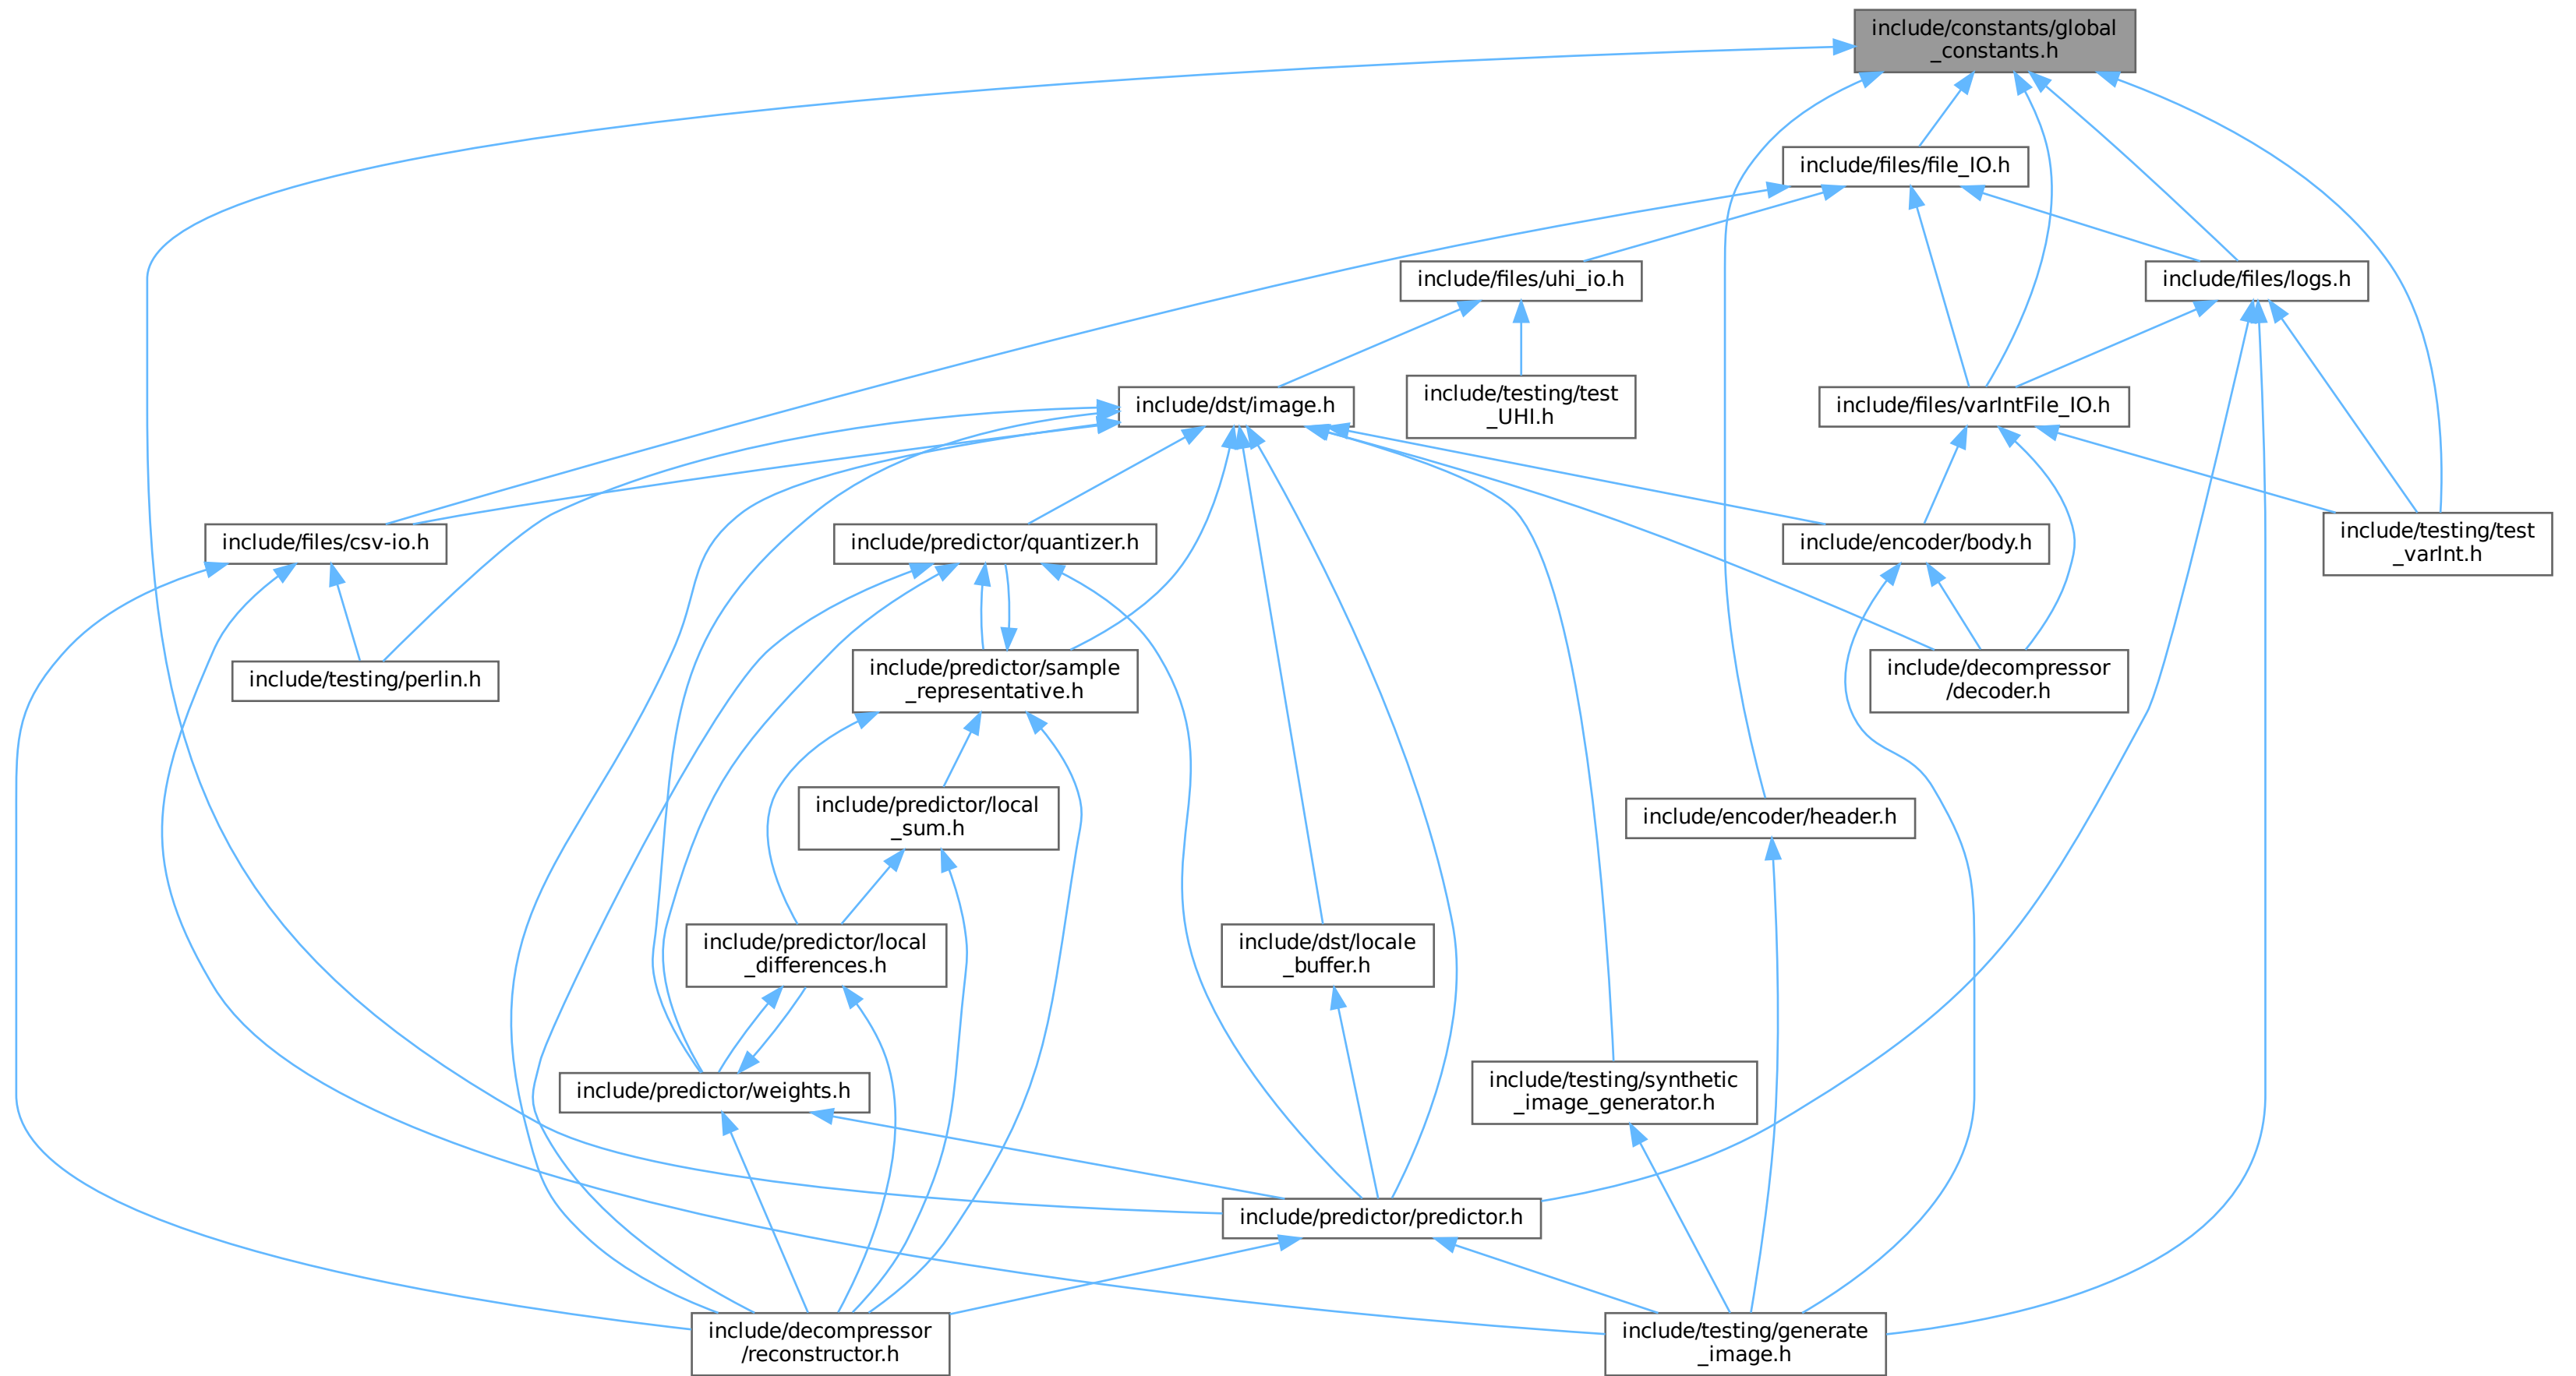 include/constants/global
_constants.h
include/files/file_IO.h
include/files/uhi_io.h
include/files/logs.h
include/dst/image.h
include/testing/test
_UHI.h
include/files/varIntFile_IO.h
include/files/csv-io.h
include/predictor/quantizer.h
include/encoder/body.h
include/testing/test
_varInt.h
include/testing/perlin.h
include/predictor/sample
_representative.h
include/decompressor
/decoder.h
include/predictor/local
_sum.h
include/encoder/header.h
include/predictor/local
_differences.h
include/dst/locale
_buffer.h
include/predictor/weights.h
include/testing/synthetic
_image_generator.h
include/predictor/predictor.h
include/decompressor
/reconstructor.h
include/testing/generate
_image.h